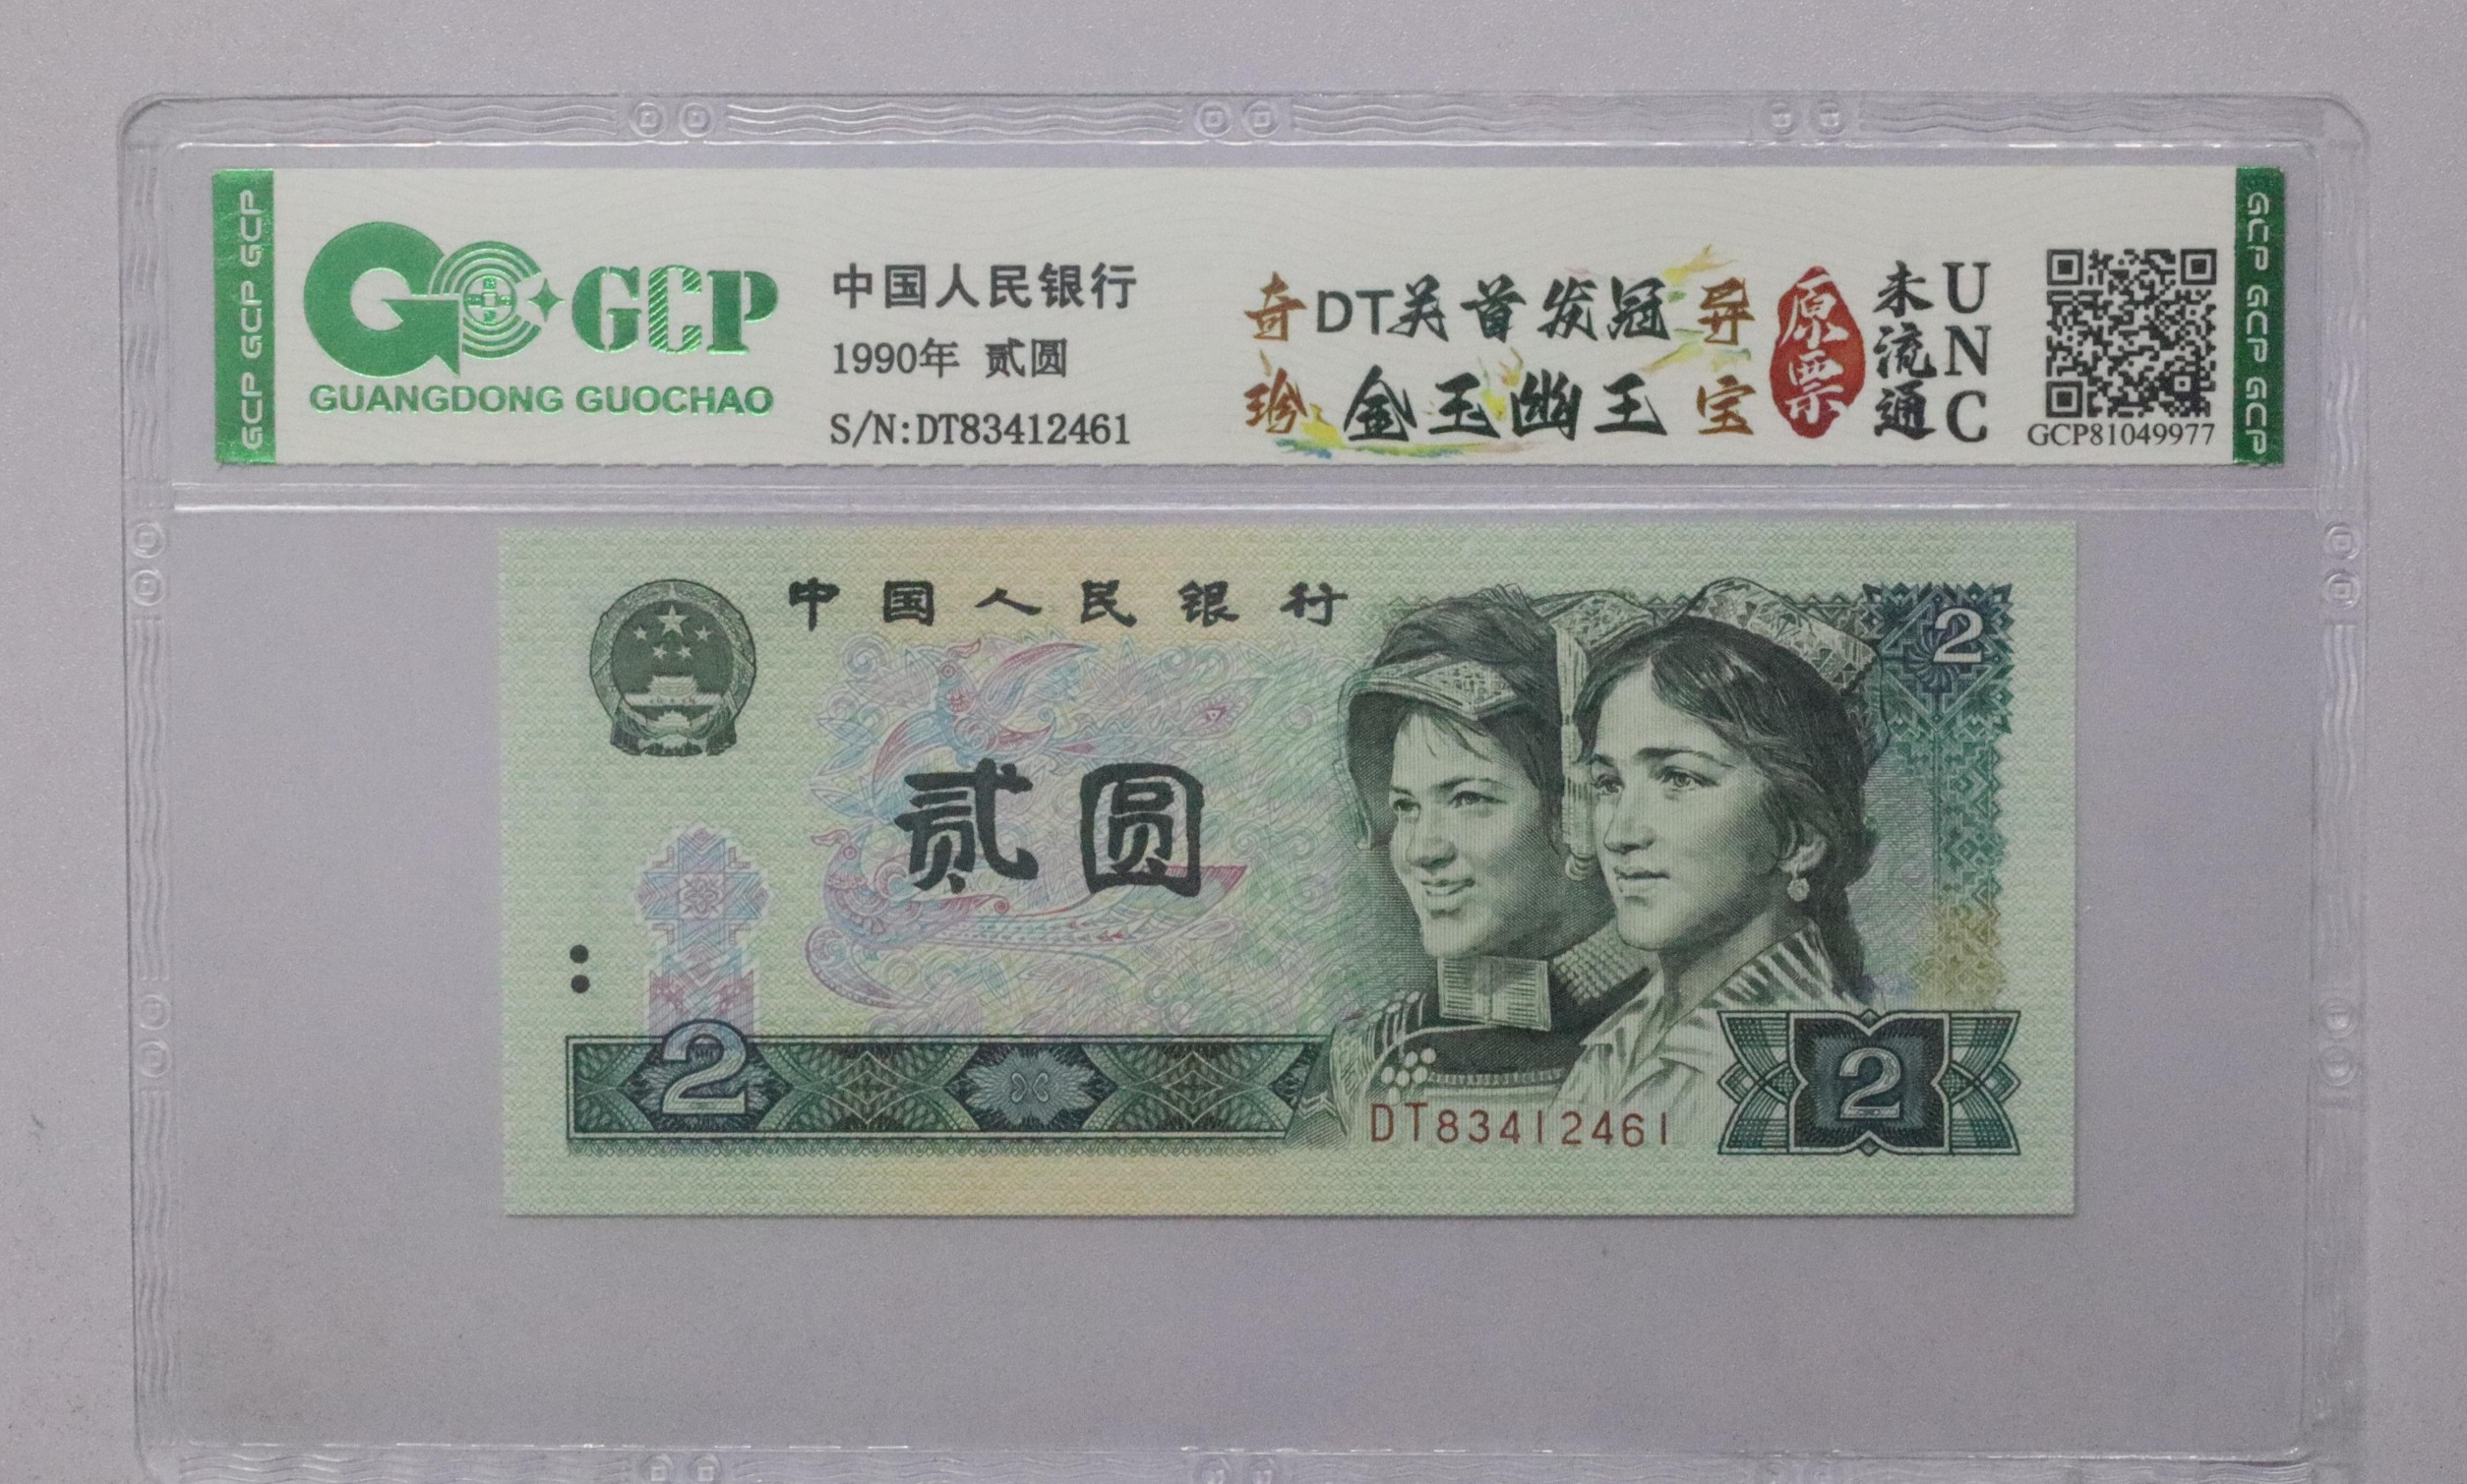 GCP GCP GCP
GCP
GUANGDONG GUOCHAO
中国人民银行
1990年 贰圆
S/N:DT83412461
奇珍
DT关首发冠
金玉幽王
异宝
原票
未流通
UNC
GCP81049977
GCP GCP GCP
中国人民银行
2
贰圆
2
DT83412461
2